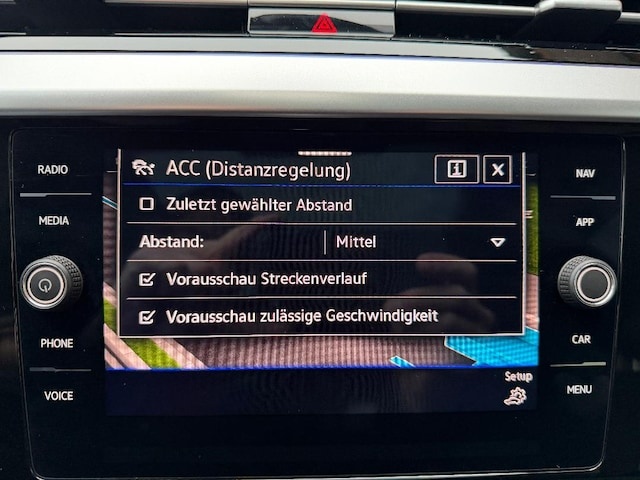 RADIO
MEDIA
PHONE
VOICE
ACC (Distanzregelung)
i
X
Zuletzt gewählter Abstand
Abstand: Mittel
Vorausschau Streckenverlauf
Vorausschau zulässige Geschwindigkeit
Setup
NAV
APP
CAR
MENU